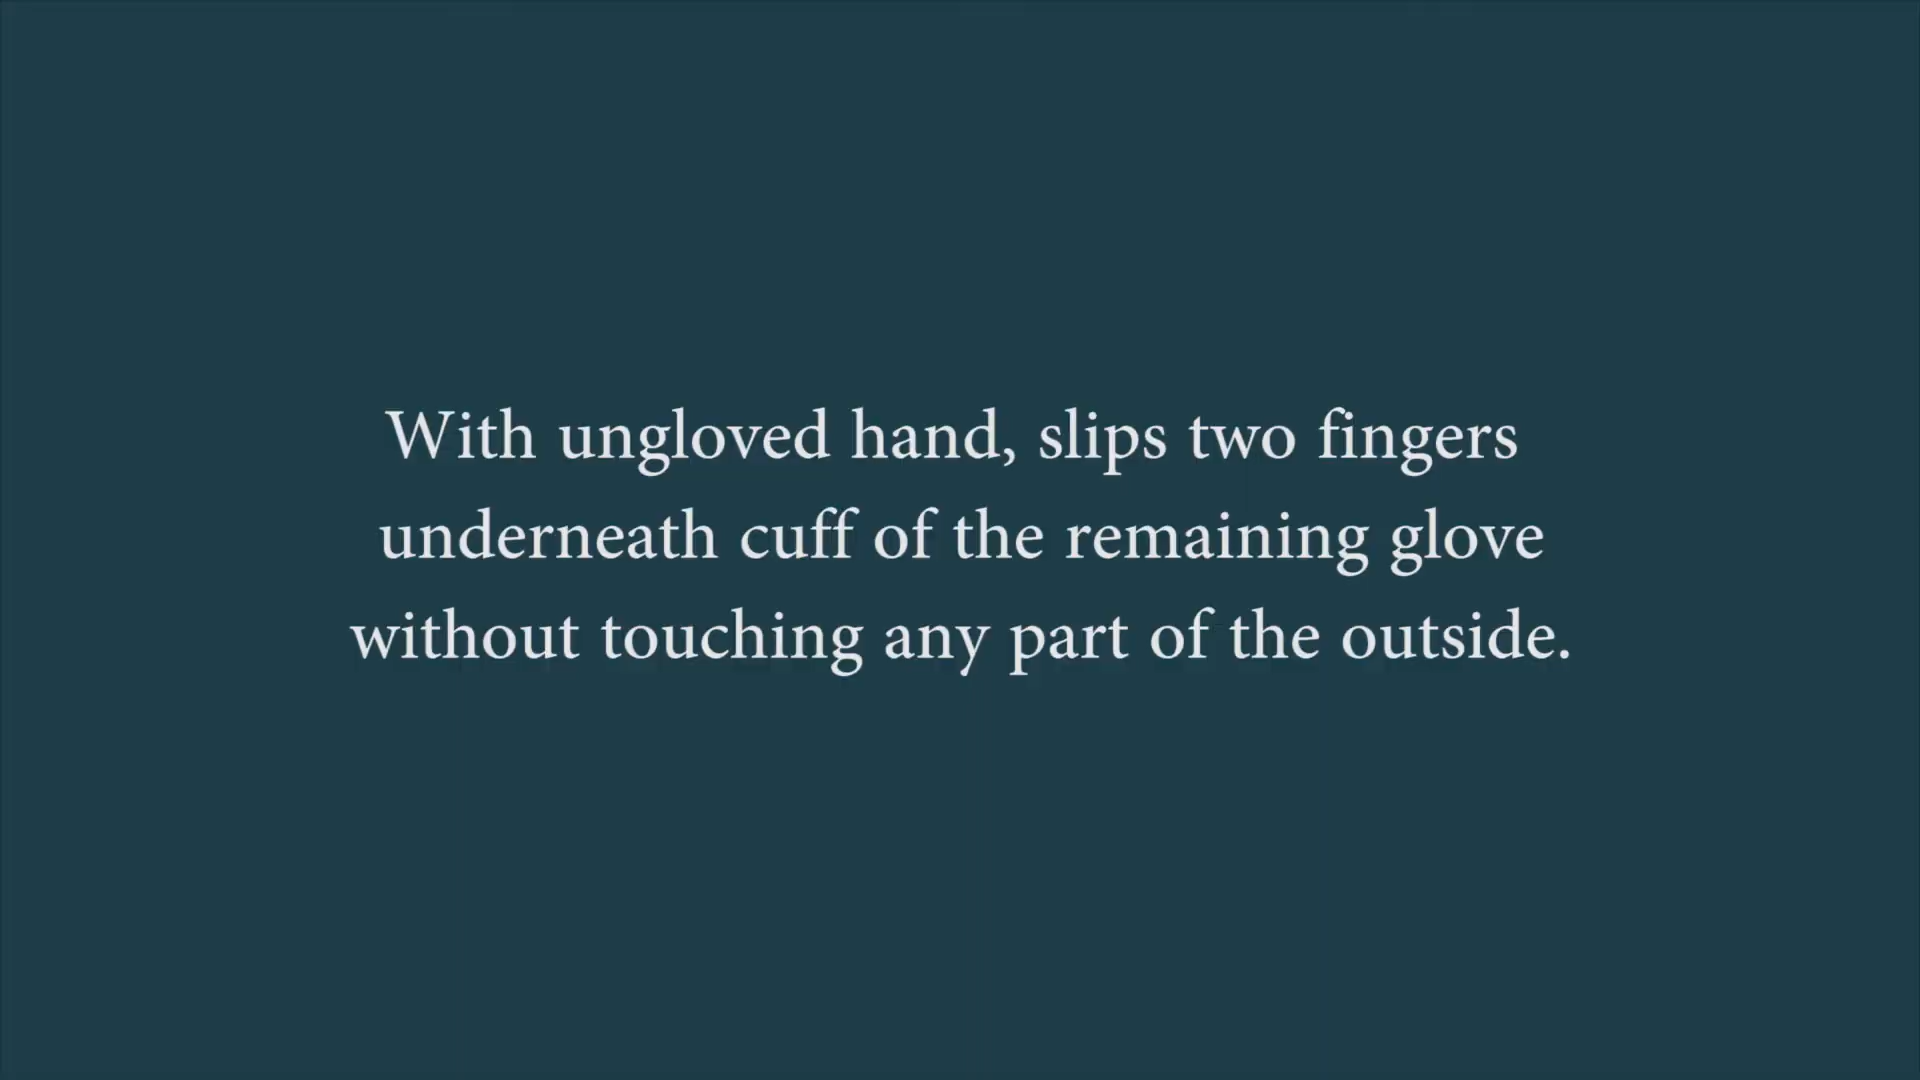 With ungloved hand, slips two fingers
underneath cuff of the remaining glove
without touching any part of the outside.